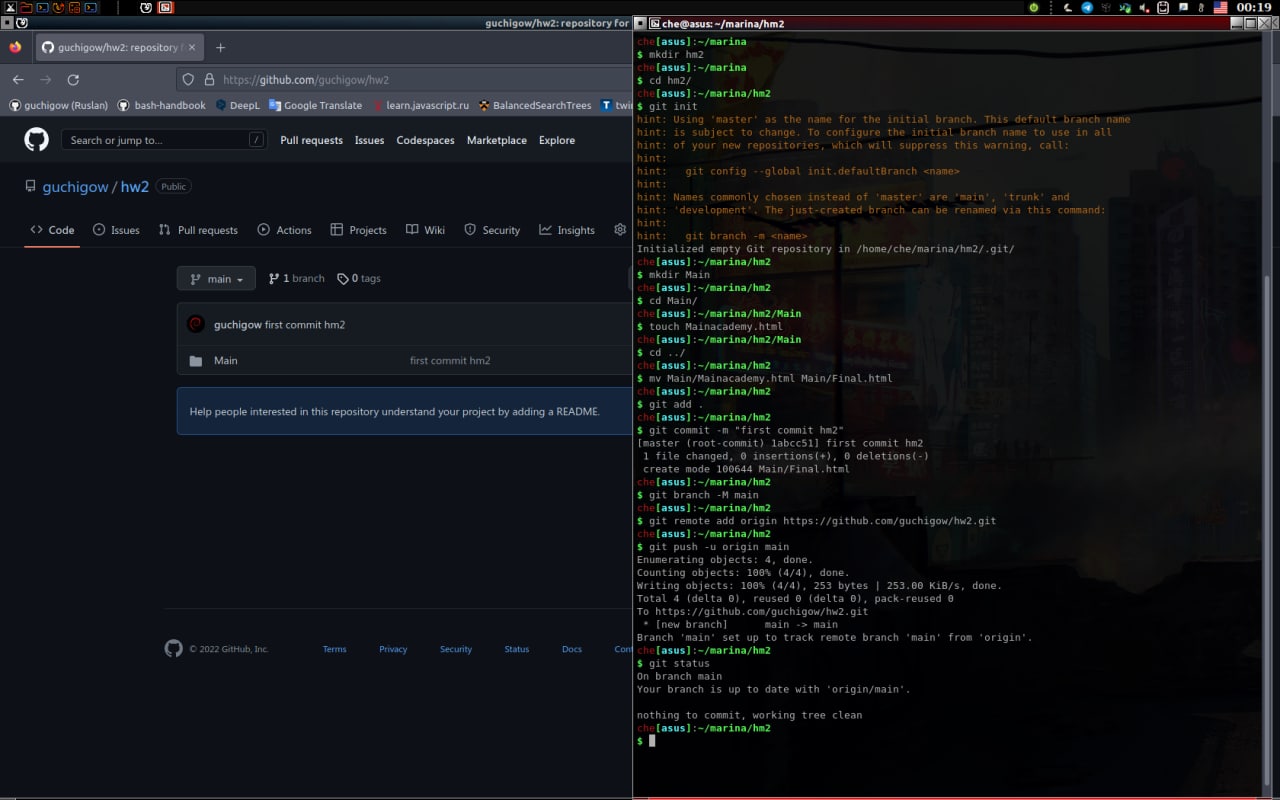 00:19
guchigow/hw2: repository for
che@asus: ~/marina/hm2
guchigow/hw2: repository f
https://github.com/guchigow/hw2
guchigow (Ruslan) bash-handbook DeepL Google Translate learn.javascript.ru BalancedSearchTrees
Search or jump to... /
Pull requests Issues Codespaces Marketplace Explore
guchigow / hw2 Public
Code Issues Pull requests Actions Projects Wiki Security Insights
main 1 branch 0 tags
guchigow first commit hm2
Main first commit hm2
Help people interested in this repository understand your project by adding a README.
© 2022 GitHub, Inc. Terms Privacy Security Status Docs
che[asus]:~/marina
$ mkdir hm2
che[asus]:~/marina
$ cd hm2/
che[asus]:~/marina/hm2
$ git init
hint: Using 'master' as the name for the initial branch. This default branch name
hint: is subject to change. To configure the initial branch name to use in all
hint: of your new repositories, which will suppress this warning, call:
hint:
hint:   git config --global init.defaultBranch <name>
hint:
hint: Names commonly chosen instead of 'master' are 'main', 'trunk' and
hint: 'development'. The just-created branch can be renamed via this command:
hint:
hint:   git branch -m <name>
Initialized empty Git repository in /home/che/marina/hm2/.git/
che[asus]:~/marina/hm2
$ mkdir Main
che[asus]:~/marina/hm2
$ cd Main/
che[asus]:~/marina/hm2/Main
$ touch Mainacademy.html
che[asus]:~/marina/hm2/Main
$ cd ../
che[asus]:~/marina/hm2
$ mv Main/Mainacademy.html Main/Final.html
che[asus]:~/marina/hm2
$ git add .
che[asus]:~/marina/hm2
$ git commit -m "first commit hm2"
[master (root-commit) 1abcc51] first commit hm2
 1 file changed, 0 insertions(+), 0 deletions(-)
 create mode 100644 Main/Final.html
che[asus]:~/marina/hm2
$ git branch -M main
che[asus]:~/marina/hm2
$ git remote add origin https://github.com/guchigow/hw2.git
che[asus]:~/marina/hm2
$ git push -u origin main
Enumerating objects: 4, done.
Counting objects: 100% (4/4), done.
Writing objects: 100% (4/4), 253 bytes | 253.00 KiB/s, done.
Total 4 (delta 0), reused 0 (delta 0), pack-reused 0
To https://github.com/guchigow/hw2.git
 * [new branch]      main -> main
Branch 'main' set up to track remote branch 'main' from 'origin'.
che[asus]:~/marina/hm2
$ git status
On branch main
Your branch is up to date with 'origin/main'.
nothing to commit, working tree clean
che[asus]:~/marina/hm2
$